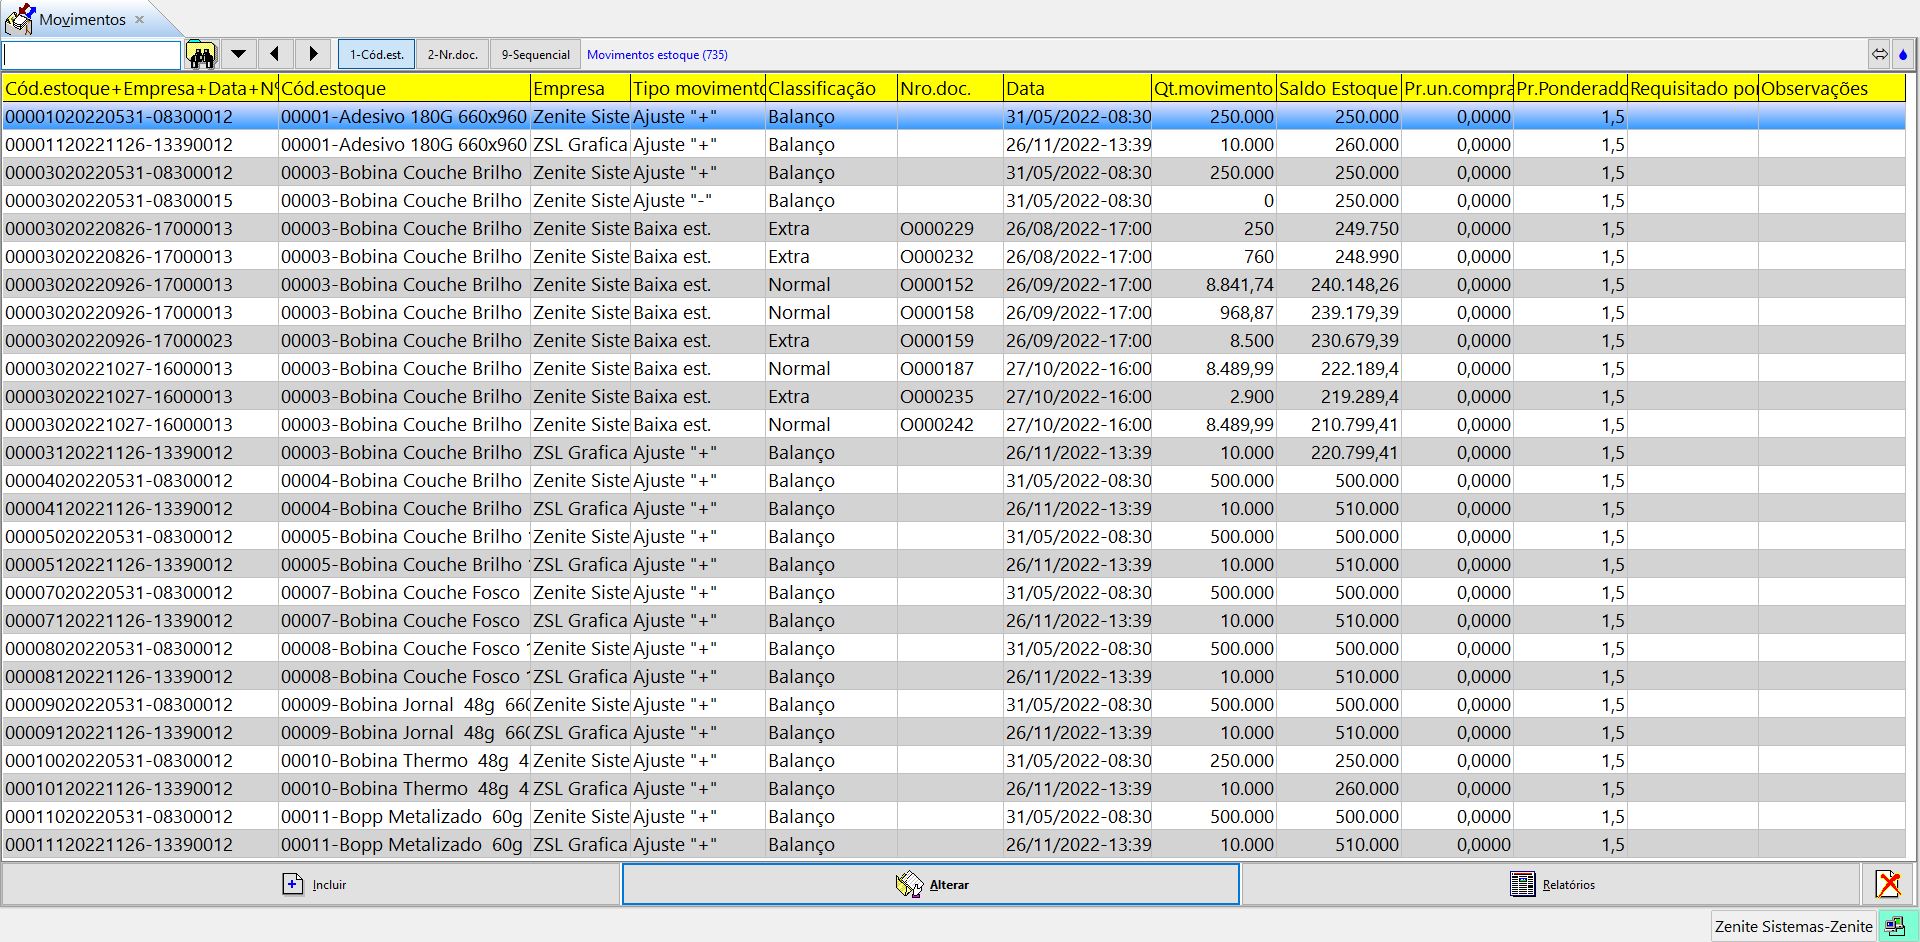 Movimentos ×
1-Cód.est. 2-Nr.doc. 9-Sequencial Movimentos estoque (735)
Cód.estoque+Empresa+Data+Nº Cód.estoque Empresa Tipo movimento Classificação Nro.doc. Data Qt.movimento Saldo Estoque Pr.un.compra Pr.Ponderado Requisitado por Observações
00001020220531-08300012 00001-Adesivo 180G 660x960 Zenite Siste Ajuste "+" Balanço 31/05/2022-08:30 250.000 250.000 0,0000 1,5
00001120221126-13390012 00001-Adesivo 180G 660x960 ZSL Grafica Ajuste "+" Balanço 26/11/2022-13:39 10.000 260.000 0,0000 1,5
00003020220531-08300012 00003-Bobina Couche Brilho Zenite Siste Ajuste "+" Balanço 31/05/2022-08:30 250.000 250.000 0,0000 1,5
00003020220531-08300015 00003-Bobina Couche Brilho Zenite Siste Ajuste "-" Balanço 31/05/2022-08:30 0 250.000 0,0000 1,5
00003020220826-17000013 00003-Bobina Couche Brilho Zenite Siste Baixa est. Extra O000229 26/08/2022-17:00 250 249.750 0,0000 1,5
00003020220826-17000013 00003-Bobina Couche Brilho Zenite Siste Baixa est. Extra O000232 26/08/2022-17:00 760 248.990 0,0000 1,5
00003020220926-17000013 00003-Bobina Couche Brilho Zenite Siste Baixa est. Normal O000152 26/09/2022-17:00 8.841,74 240.148,26 0,0000 1,5
00003020220926-17000013 00003-Bobina Couche Brilho Zenite Siste Baixa est. Normal O000158 26/09/2022-17:00 968,87 239.179,39 0,0000 1,5
00003020220926-17000023 00003-Bobina Couche Brilho Zenite Siste Baixa est. Extra O000159 26/09/2022-17:00 8.500 230.679,39 0,0000 1,5
00003020221027-16000013 00003-Bobina Couche Brilho Zenite Siste Baixa est. Normal O000187 27/10/2022-16:00 8.489,99 222.189,4 0,0000 1,5
00003020221027-16000013 00003-Bobina Couche Brilho Zenite Siste Baixa est. Extra O000235 27/10/2022-16:00 2.900 219.289,4 0,0000 1,5
00003020221027-16000013 00003-Bobina Couche Brilho Zenite Siste Baixa est. Normal O000242 27/10/2022-16:00 8.489,99 210.799,41 0,0000 1,5
00003120221126-13390012 00003-Bobina Couche Brilho ZSL Grafica Ajuste "+" Balanço 26/11/2022-13:39 10.000 220.799,41 0,0000 1,5
00004020220531-08300012 00004-Bobina Couche Brilho Zenite Siste Ajuste "+" Balanço 31/05/2022-08:30 500.000 500.000 0,0000 1,5
00004120221126-13390012 00004-Bobina Couche Brilho ZSL Grafica Ajuste "+" Balanço 26/11/2022-13:39 10.000 510.000 0,0000 1,5
00005020220531-08300012 00005-Bobina Couche Brilho Zenite Siste Ajuste "+" Balanço 31/05/2022-08:30 500.000 500.000 0,0000 1,5
00005120221126-13390012 00005-Bobina Couche Brilho ZSL Grafica Ajuste "+" Balanço 26/11/2022-13:39 10.000 510.000 0,0000 1,5
00007020220531-08300012 00007-Bobina Couche Fosco Zenite Siste Ajuste "+" Balanço 31/05/2022-08:30 500.000 500.000 0,0000 1,5
00007120221126-13390012 00007-Bobina Couche Fosco ZSL Grafica Ajuste "+" Balanço 26/11/2022-13:39 10.000 510.000 0,0000 1,5
00008020220531-08300012 00008-Bobina Couche Fosco 1 Zenite Siste Ajuste "+" Balanço 31/05/2022-08:30 500.000 500.000 0,0000 1,5
00008120221126-13390012 00008-Bobina Couche Fosco 1 ZSL Grafica Ajuste "+" Balanço 26/11/2022-13:39 10.000 510.000 0,0000 1,5
00009020220531-08300012 00009-Bobina Jornal 48g 660 Zenite Siste Ajuste "+" Balanço 31/05/2022-08:30 500.000 500.000 0,0000 1,5
00009120221126-13390012 00009-Bobina Jornal 48g 660 ZSL Grafica Ajuste "+" Balanço 26/11/2022-13:39 10.000 510.000 0,0000 1,5
00010020220531-08300012 00010-Bobina Thermo 48g 4 Zenite Siste Ajuste "+" Balanço 31/05/2022-08:30 250.000 250.000 0,0000 1,5
00010120221126-13390012 00010-Bobina Thermo 48g 4 ZSL Grafica Ajuste "+" Balanço 26/11/2022-13:39 10.000 260.000 0,0000 1,5
00011020220531-08300012 00011-Bopp Metalizado 60g Zenite Siste Ajuste "+" Balanço 31/05/2022-08:30 500.000 500.000 0,0000 1,5
00011120221126-13390012 00011-Bopp Metalizado 60g ZSL Grafica Ajuste "+" Balanço 26/11/2022-13:39 10.000 510.000 0,0000 1,5
Incluir Alterar Relatórios
Zenite Sistemas-Zenite